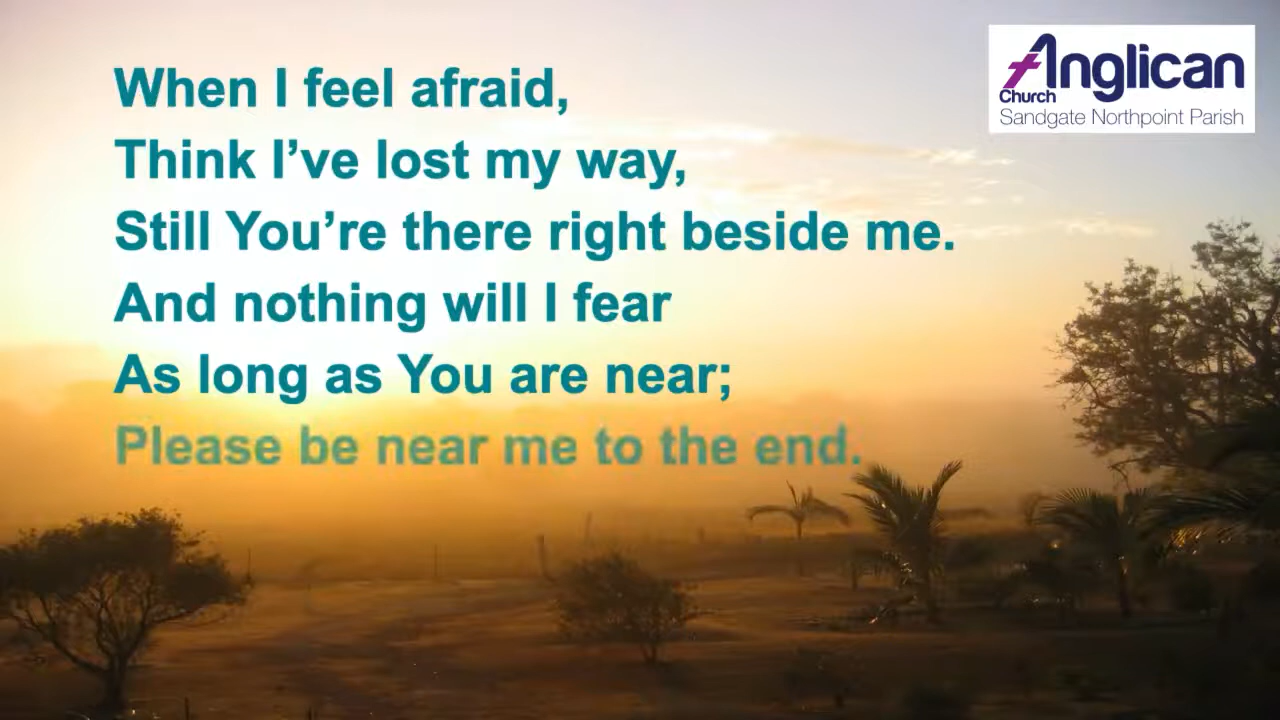 When I feel afraid,
Think I’ve lost my way,
Still You’re there right beside me.
And nothing will I fear
As long as You are near;
Please be near me to the end.
Anglican
Church
Sandgate Northpoint Parish